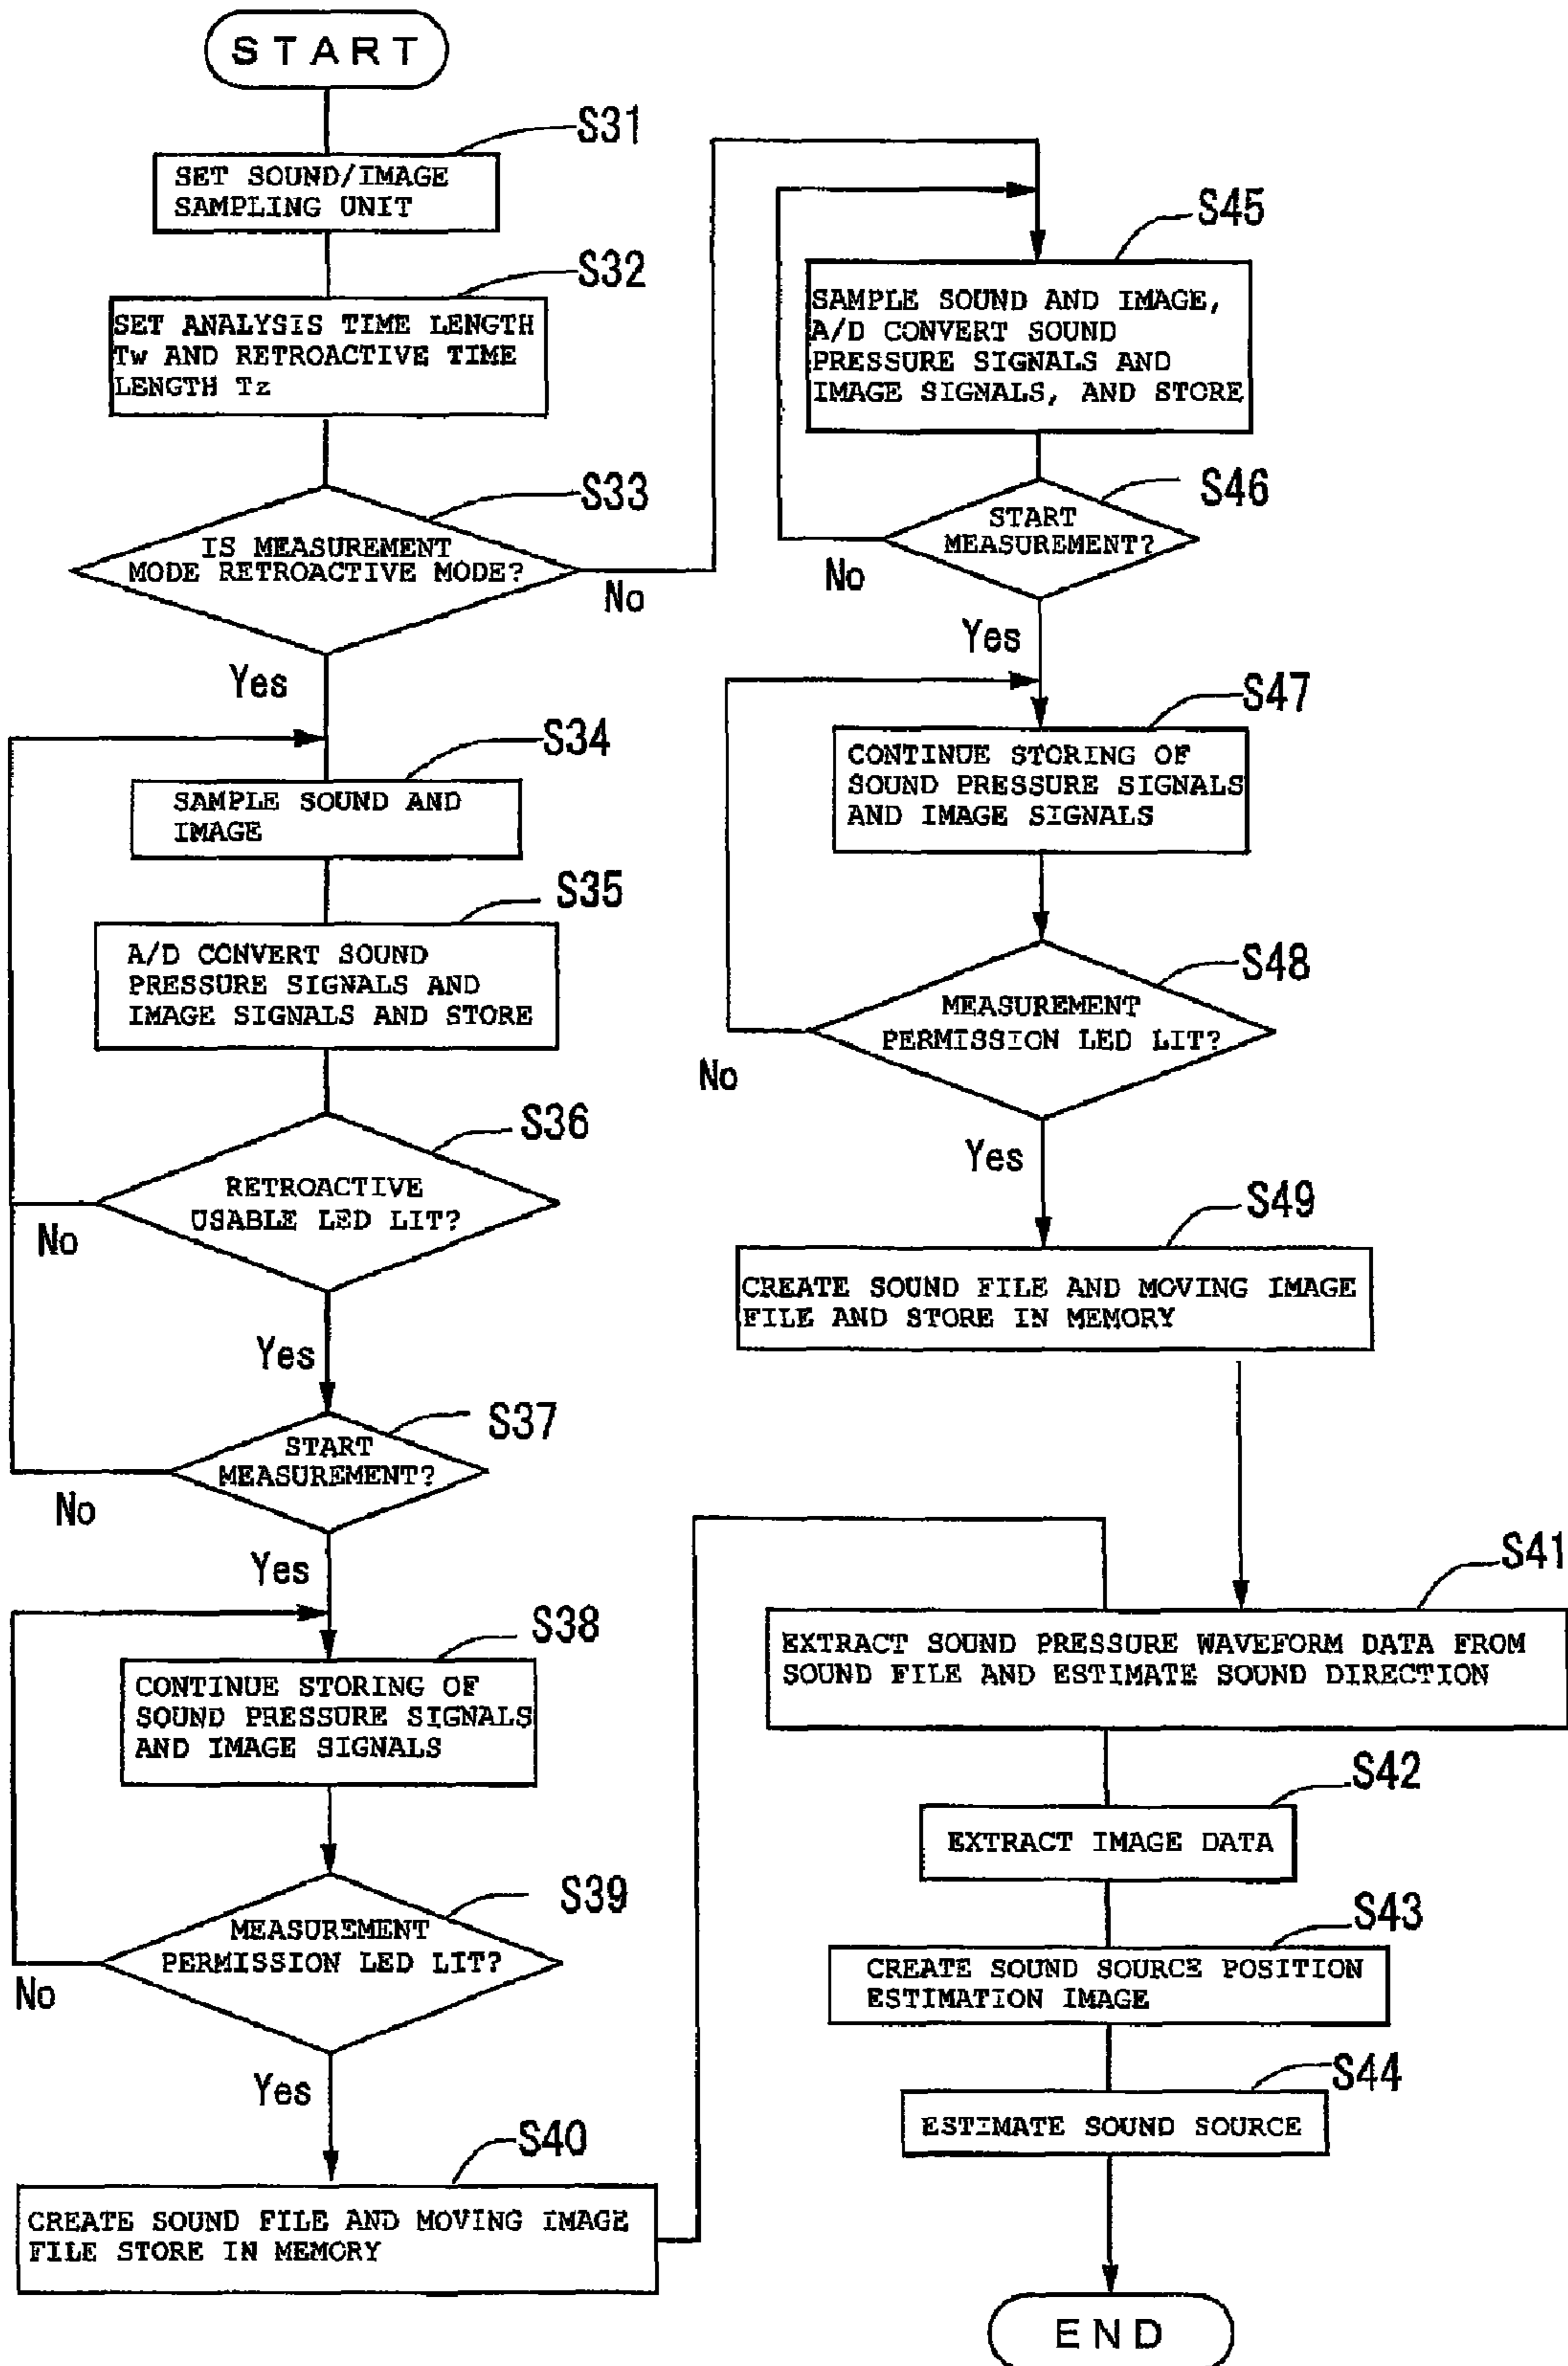 START
S31
SET SOUND/IMAGE
SAMPLING UNIT
S32
SET ANALYSIS TIME LENGTH
Tw AND RETROACTIVE TIME
LENGTH Tz
S33
IS MEASUREMENT
MODE RETROACTIVE MODE?
No
Yes
S34
SAMPLE SOUND AND
IMAGE
S35
A/D CONVERT SOUND
PRESSURE SIGNALS AND
IMAGE SIGNALS AND STORE
S36
RETROACTIVE
USABLE LED LIT?
No
Yes
S37
START
MEASUREMENT?
No
Yes
S38
CONTINUE STORING OF
SOUND PRESSURE SIGNALS
AND IMAGE SIGNALS
S39
MEASUREMENT
PERMISSION LED LIT?
No
Yes
S40
CREATE SOUND FILE AND MOVING IMAGE
FILE STORE IN MEMORY
S45
SAMPLE SOUND AND IMAGE,
A/D CONVERT SOUND
PRESSURE SIGNALS AND
IMAGE SIGNALS, AND STORE
S46
START
MEASUREMENT?
No
Yes
S47
CONTINUE STORING OF
SOUND PRESSURE SIGNALS
AND IMAGE SIGNALS
S48
MEASUREMENT
PERMISSION LED LIT?
No
Yes
S49
CREATE SOUND FILE AND MOVING IMAGE
FILE AND STORE IN MEMORY
S41
EXTRACT SOUND PRESSURE WAVEFORM DATA FROM
SOUND FILE AND ESTIMATE SOUND DIRECTION
S42
EXTRACT IMAGE DATA
S43
CREATE SOUND SOURCE POSITION
ESTIMATION IMAGE
S44
ESTIMATE SOUND SOURCE
END